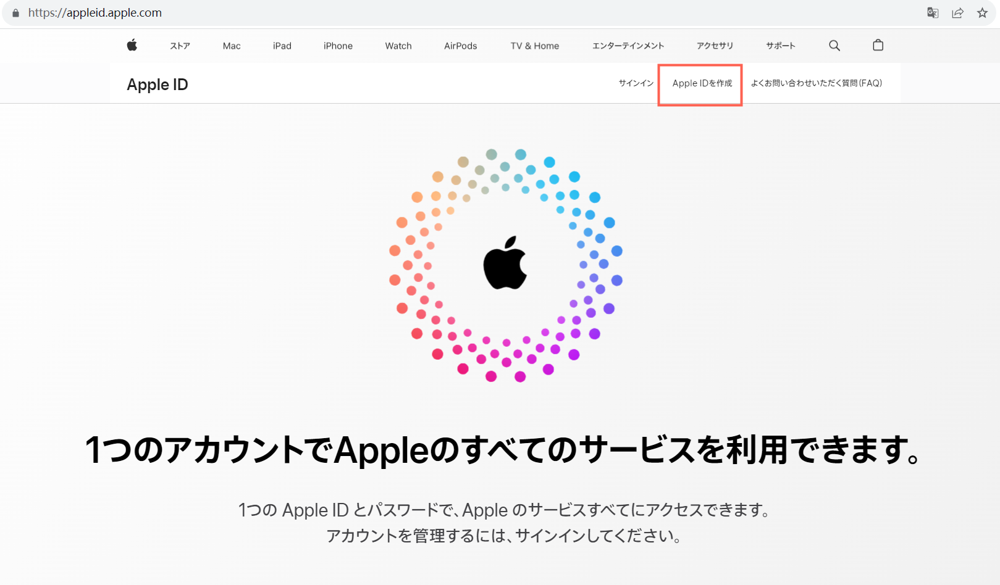 https://appleid.apple.com
ストア Mac iPad iPhone Watch AirPods TV & Home エンターテインメント アクセサリ サポート
Apple ID サインイン Apple IDを作成 よくお問い合わせいただく質問(FAQ)
1つのアカウントでAppleのすべてのサービスを利用できます。
1つの Apple ID とパスワードで、Apple のサービスすべてにアクセスできます。
アカウントを管理するには、サインインしてください。